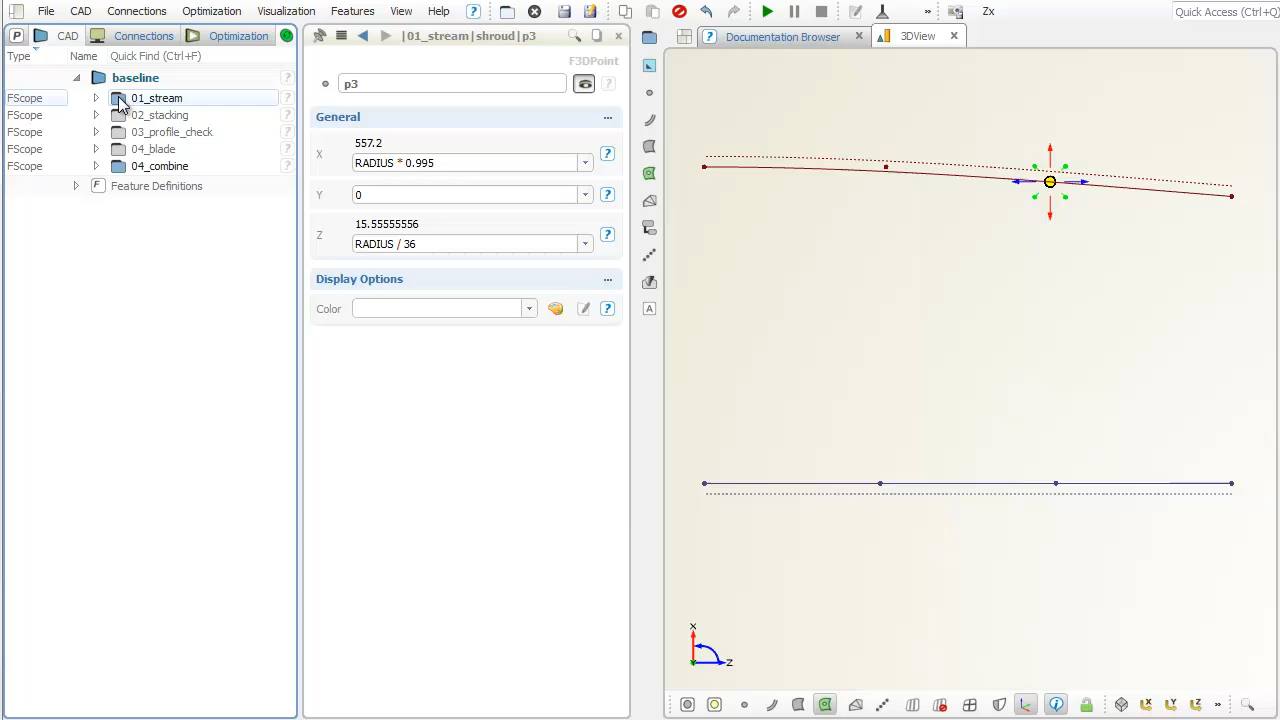 File CAD Connections Optimization Visualization Features View Help ? » Zx Quick Access (Ctrl+Q)
P CAD Connections Optimization
Type Name Quick Find (Ctrl+F)
baseline ?
FScope 01_stream ?
FScope 02_stacking ?
FScope 03_profile_check ?
FScope 04_blade ?
FScope 04_combine ?
F Feature Definitions ?
|01_stream|shroud|p3
F3DPoint
p3 ?
General ...
557.2
X RADIUS * 0.995 ?
Y 0 ?
15.55555556
Z RADIUS / 36 ?
Display Options ...
Color ?
A
? Documentation Browser 3DView
X
Z
X Y Z »